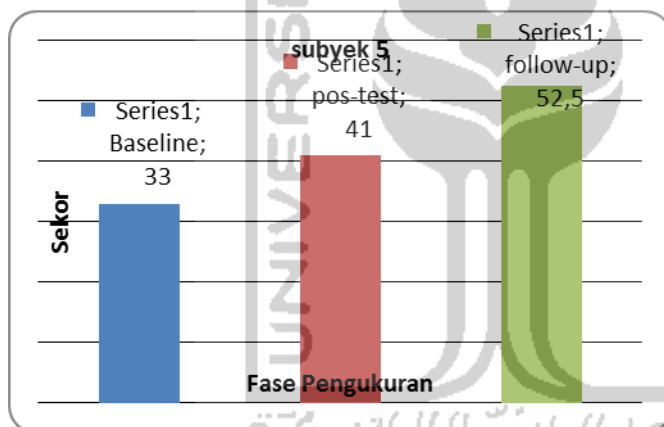 subyek 5
Series1;
Baseline;
33
Series1;
pos-test;
41
Series1;
follow-up;
52,5
Sekor
Fase Pengukuran